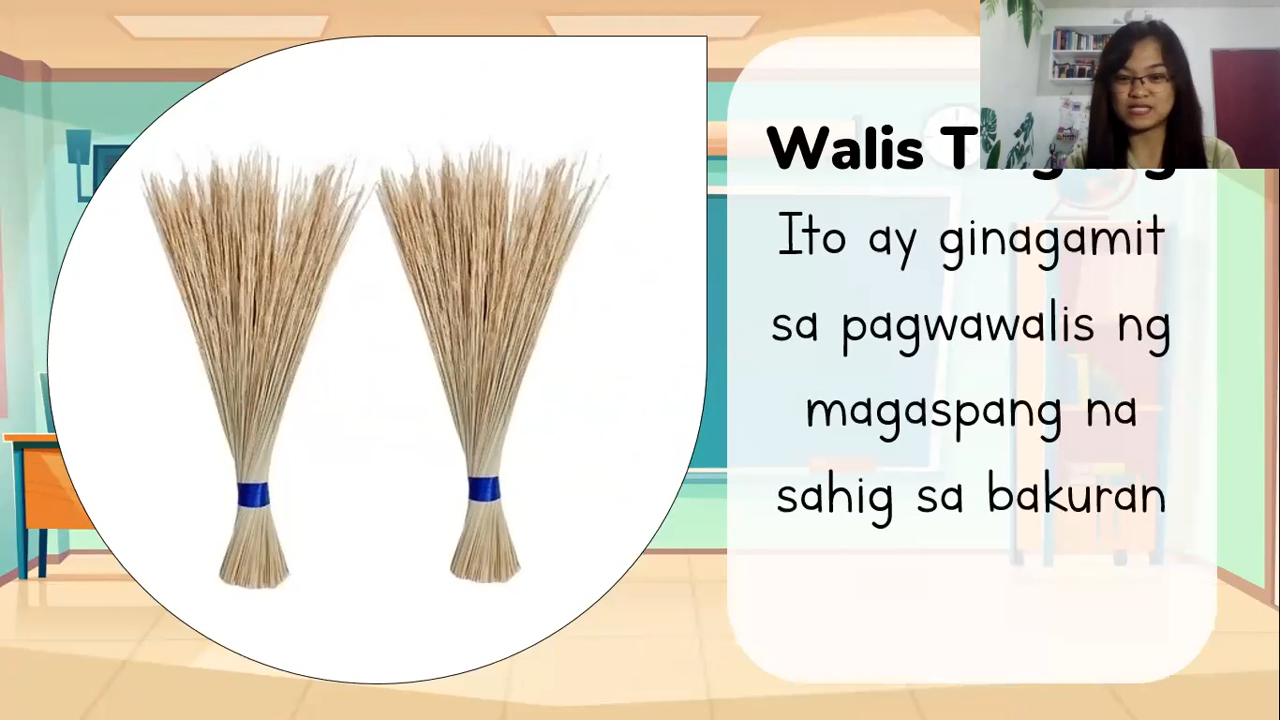 Walis
Ito ay ginagamit
sa pagwawalis ng
magaspang na
sahig sa bakuran